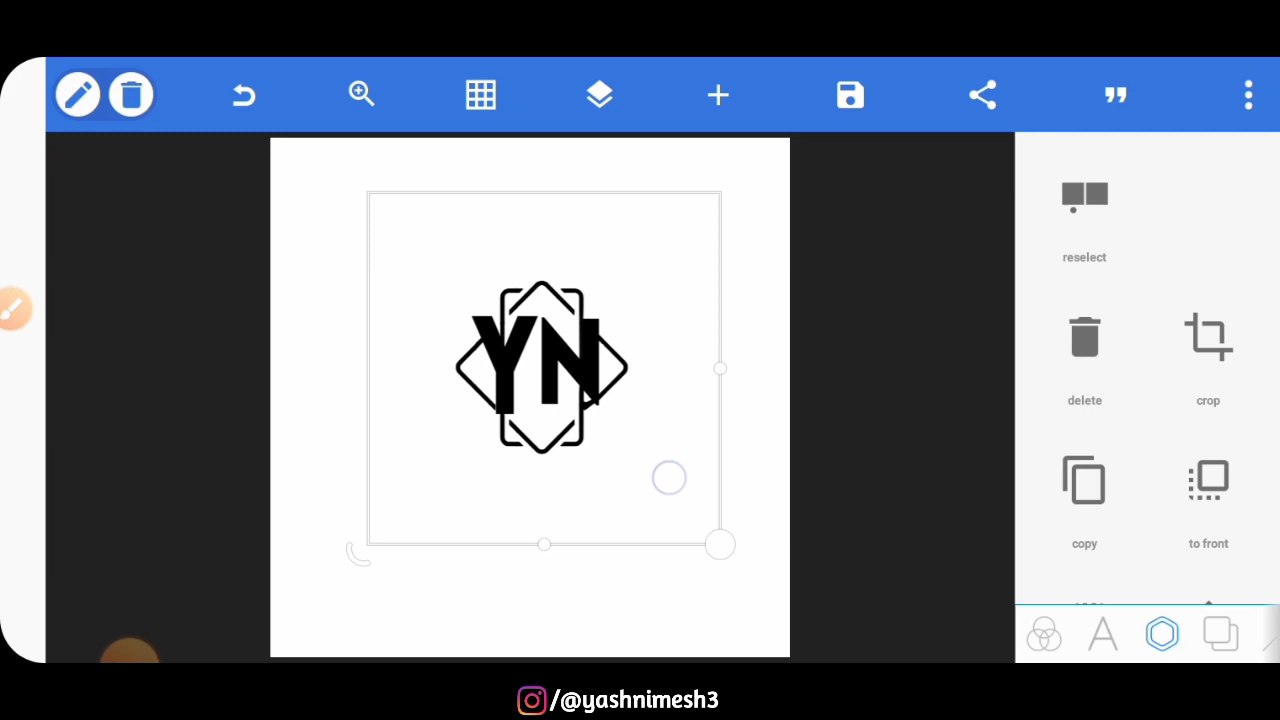 YN
reselect
delete
crop
copy
to front
A
/@yashnimesh3